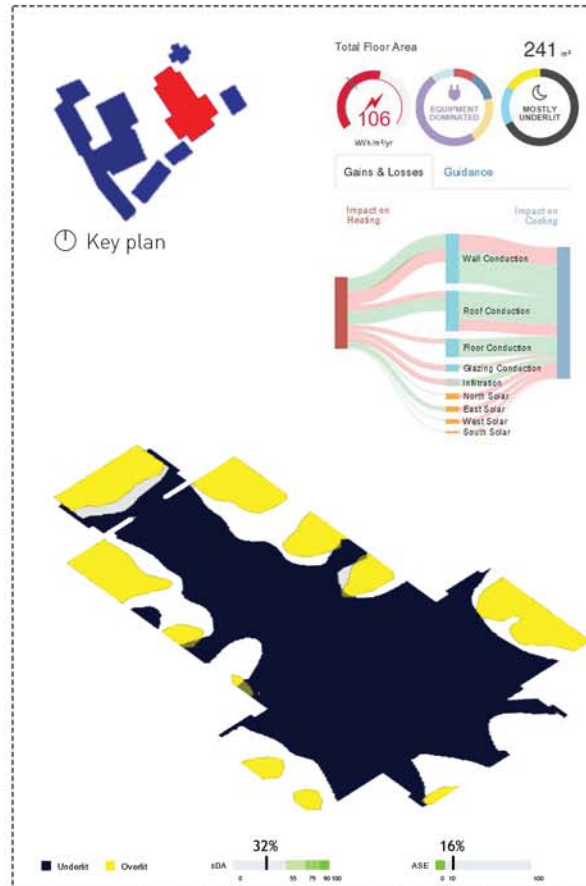 Total Floor Area
241 m²
106
kWh/m²/yr
EQUIPMENT
DOMINATED
MOSTLY
UNDERLIT
Gains & Losses
Guidance
Impact on
Heating
Impact on
Cooling
Key plan
Wall Conduction
Roof Conduction
Floor Conduction
Glazing Conduction
Infiltration
North Solar
East Solar
West Solar
South Solar
Underlit
Overlit
32%
sDA
0 55 75 90 100
16%
ASE
0 10 100